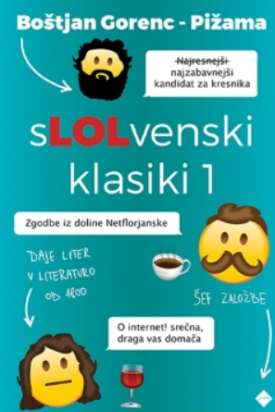 Boštjan Gorenc - Pižama
Najresnejši
najzabavnejši
kandidat za kresnika
sLOLvenski
klasiki 1
Zgodbe iz doline Netflorjanske
DAJE LITER
V LITERATURO
OD 1800
ŠEF ZALOŽBE
O internet! srečna,
draga vas domača